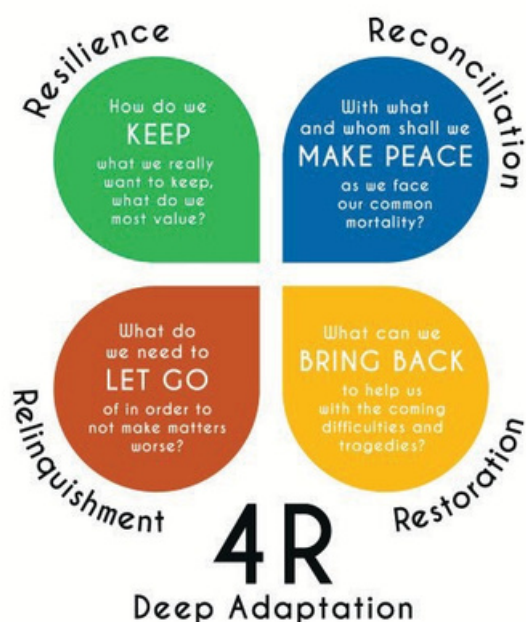 Resilience
How do we
KEEP
what we really
want to keep,
what do we
most value?
Reconciliation
With what
and whom shall we
MAKE PEACE
as we face
our common
mortality?
Relinquishment
What do
we need to
LET GO
of in order to
not make matters
worse?
Restoration
What can we
BRING BACK
to help us
with the coming
difficulties and
tragedies?
4R
Deep Adaptation